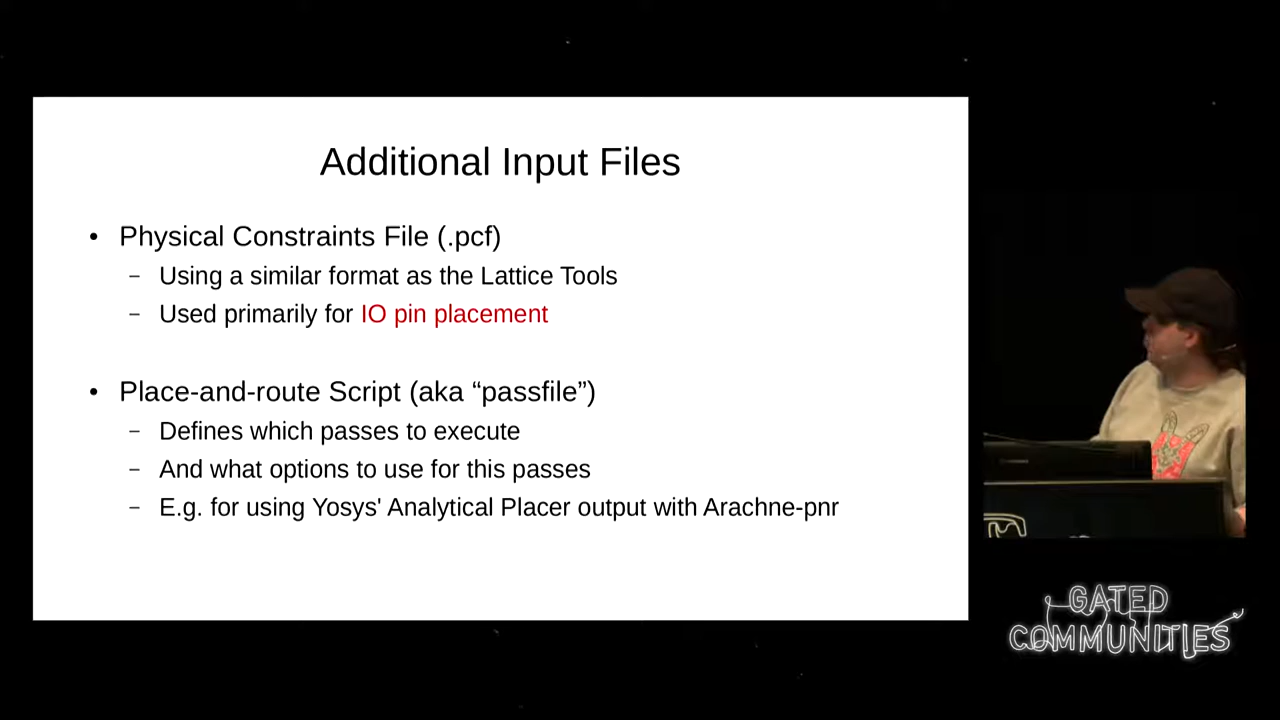 Additional Input Files
• Physical Constraints File (.pcf)
– Using a similar format as the Lattice Tools
– Used primarily for IO pin placement
• Place-and-route Script (aka “passfile”)
– Defines which passes to execute
– And what options to use for this passes
– E.g. for using Yosys' Analytical Placer output with Arachne-pnr
GATED
COMMUNITIES